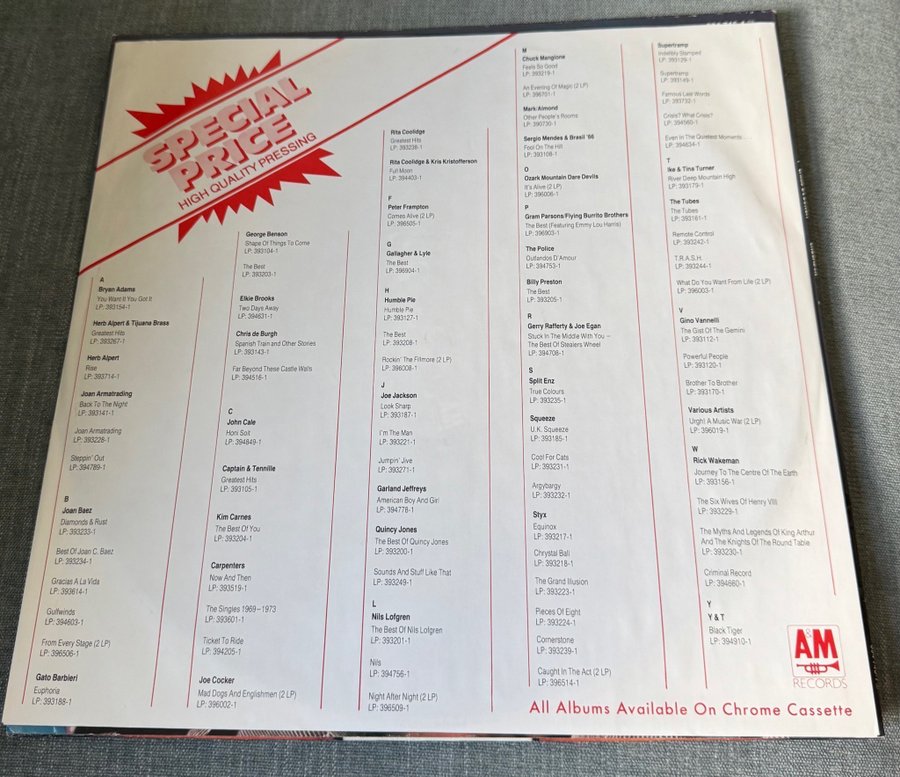 SPECIAL
PRICE
HIGH QUALITY PRESSING
A
Bryan Adams
You Want It You Got It
LP: 393154-1
Herb Alpert & Tijuana Brass
Greatest Hits
LP: 393267-1
Herb Alpert
Rise
LP: 393714-1
Joan Armatrading
Back To The Night
LP: 393141-1
Joan Armatrading
LP: 393228-1
Steppin' Out
LP: 394789-1
B
Joan Baez
Diamonds & Rust
LP: 393233-1
Best Of Joan C. Baez
LP: 393234-1
Gracias A La Vida
LP: 393614-1
Gulfwinds
LP: 394603-1
From Every Stage (2 LP)
LP: 396506-1
Gato Barbieri
Euphoria
LP: 393188-1
George Benson
Shape Of Things To Come
LP: 393104-1
The Best
LP: 393203-1
Elkie Brooks
Two Days Away
LP: 394631-1
Chris de Burgh
Spanish Train and Other Stories
LP: 393143-1
Far Beyond These Castle Walls
LP: 394516-1
C
John Cale
Honi Soit
LP: 394849-1
Captain & Tennille
Greatest Hits
LP: 393105-1
Kim Carnes
The Best Of You
LP: 393204-1
Carpenters
Now And Then
LP: 393519-1
The Singles 1969–1973
LP: 393601-1
Ticket To Ride
LP: 394205-1
Joe Cocker
Mad Dogs And Englishmen (2 LP)
LP: 396002-1
Rita Coolidge
Greatest Hits
LP: 393238-1
Rita Coolidge & Kris Kristofferson
Full Moon
LP: 394403-1
F
Peter Frampton
Comes Alive (2 LP)
LP: 396505-1
G
Gallagher & Lyle
The Best
LP: 396904-1
H
Humble Pie
Humble Pie
LP: 393127-1
The Best
LP: 393208-1
Rockin' The Fillmore (2 LP)
LP: 396008-1
J
Joe Jackson
Look Sharp
LP: 393187-1
I'm The Man
LP: 393221-1
Jumpin' Jive
LP: 393271-1
Garland Jeffreys
American Boy And Girl
LP: 394778-1
Quincy Jones
The Best Of Quincy Jones
LP: 393200-1
Sounds And Stuff Like That
LP: 393249-1
L
Nils Lofgren
The Best Of Nils Lofgren
LP: 393201-1
Nils
LP: 394756-1
Night After Night (2 LP)
LP: 396509-1
M
Chuck Mangione
Feels So Good
LP: 393219-1
An Evening Of Magic (2 LP)
LP: 396701-1
Mark/Almond
Other People's Rooms
LP: 390730-1
Sergio Mendes & Brasil '66
Fool On The Hill
LP: 393108-1
O
Ozark Mountain Dare Devils
It's Alive (2 LP)
LP: 396006-1
P
Gram Parsons/Flying Burrito Brothers
The Best (Featuring Emmy Lou Harris)
LP: 396903-1
The Police
Outlandos D'Amour
LP: 394753-1
Billy Preston
The Best
LP: 393205-1
R
Gerry Rafferty & Joe Egan
Stuck In The Middle With You –
The Best Of Stealers Wheel
LP: 394708-1
S
Split Enz
True Colours
LP: 393235-1
Squeeze
U.K. Squeeze
LP: 393185-1
Cool For Cats
LP: 393231-1
Argybargy
LP: 393232-1
Styx
Equinox
LP: 393217-1
Chrystal Ball
LP: 393218-1
The Grand Illusion
LP: 393223-1
Pieces Of Eight
LP: 393224-1
Cornerstone
LP: 393239-1
Caught In The Act (2 LP)
LP: 396514-1
Supertramp
Indelibly Stamped
LP: 393129-1
Supertramp
LP: 393149-1
Famous Last Words
LP: 393732-1
Crisis? What Crisis?
LP: 394560-1
Even In The Quietest Moments . . .
LP: 394634-1
T
Ike & Tina Turner
River Deep Mountain High
LP: 393179-1
The Tubes
The Tubes
LP: 393161-1
Remote Control
LP: 393242-1
T.R.A.S.H.
LP: 393244-1
What Do You Want From Life (2 LP)
LP: 396003-1
V
Gino Vannelli
The Gist Of The Gemini
LP: 393112-1
Powerful People
LP: 393120-1
Brother To Brother
LP: 393170-1
Various Artists
Urgh! A Music War (2 LP)
LP: 396019-1
W
Rick Wakeman
Journey To The Centre Of The Earth
LP: 393156-1
The Six Wives Of Henry VIII
LP: 393229-1
The Myths And Legends Of King Arthur
And The Knights Of The Round Table
LP: 393230-1
Criminal Record
LP: 394660-1
Y
Y & T
Black Tiger
LP: 394910-1
A&M
RECORDS
All Albums Available On Chrome Cassette